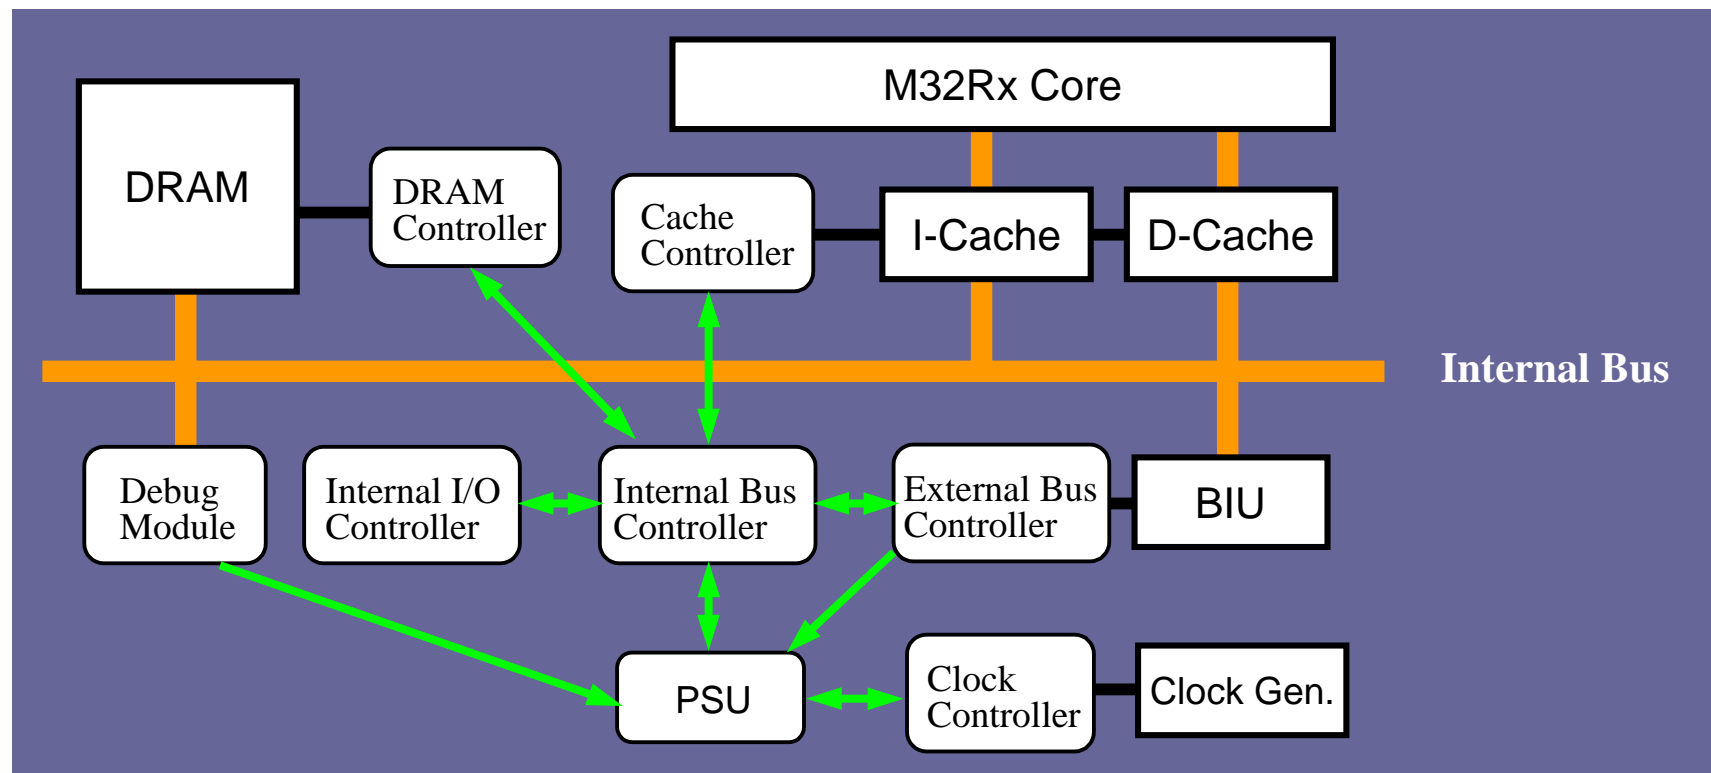 M32Rx Core
DRAM
DRAM
Controller
Cache
Controller
I-Cache
D-Cache
Internal Bus
Debug
Module
Internal I/O
Controller
Internal Bus
Controller
External Bus
Controller
BIU
PSU
Clock
Controller
Clock Gen.